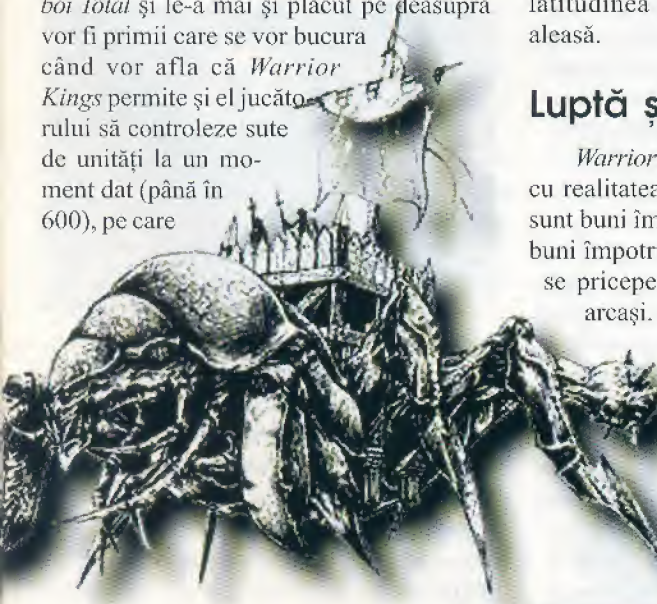 boi Total şi le-a mai şi plăcut pe deasupra
vor fi primii care se vor bucura
când vor afla că Warrior
Kings permite şi el jucăto-
rului să controleze sute
de unităţi la un mo-
ment dat (până în
600), pe care
latitudinea
aleasă.
Luptă ş
Warrior
cu realitatea
sunt buni îm
buni împotr
se pricepe
arcaşi.